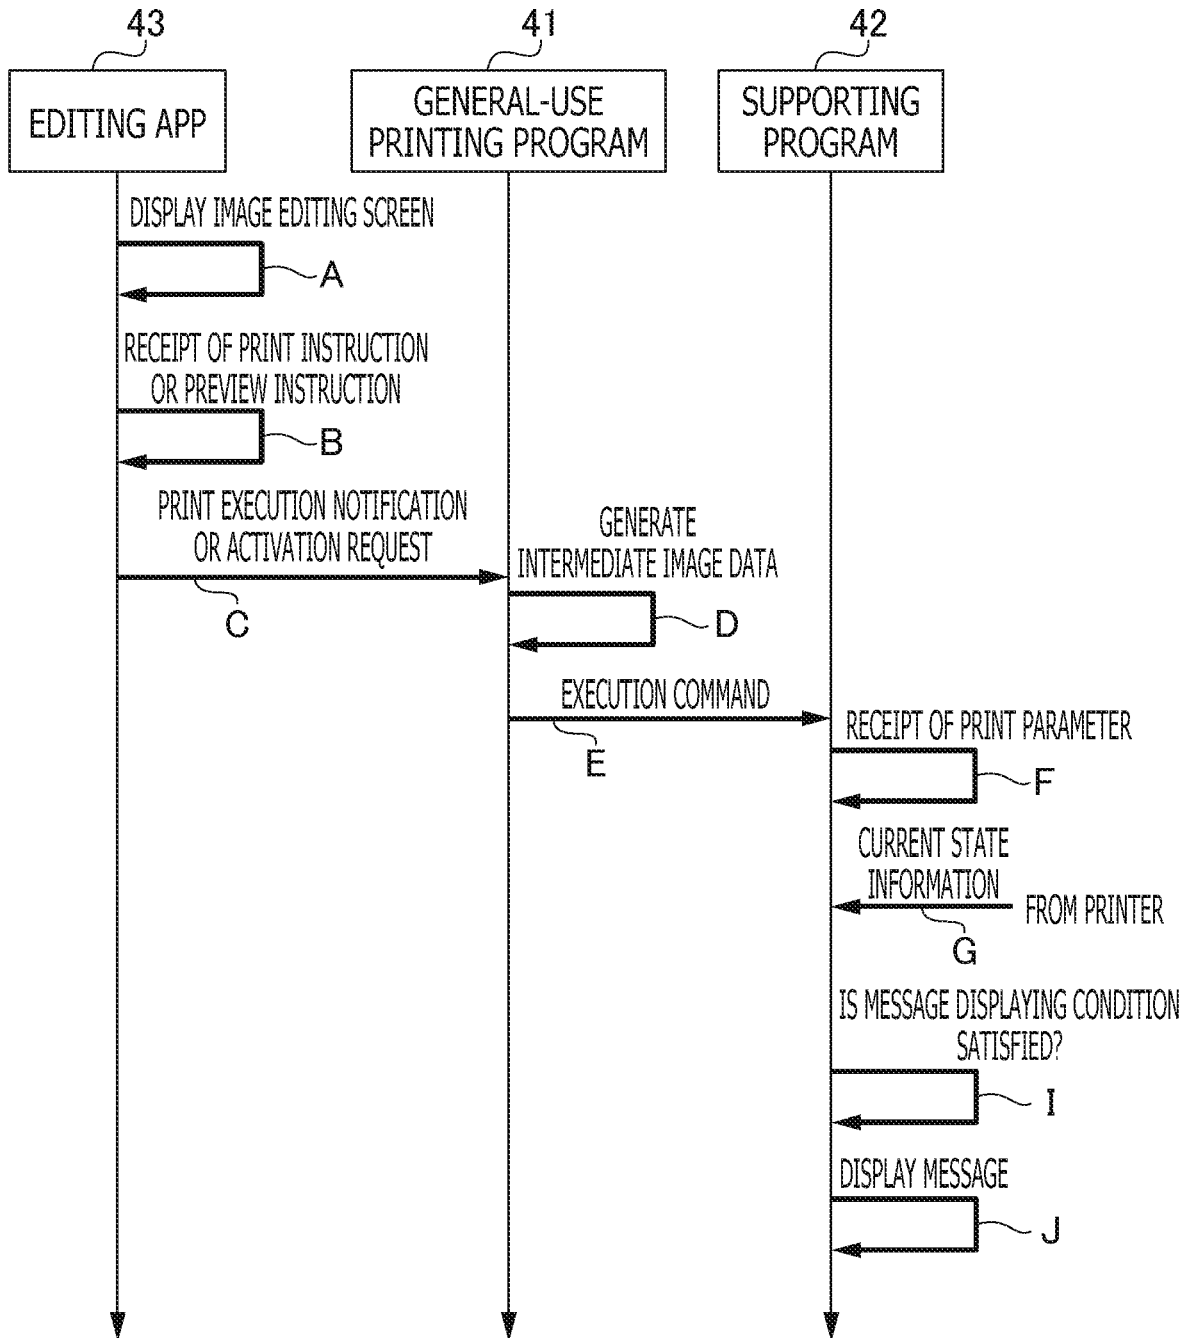 43
41
42
EDITING APP
GENERAL-USE
PRINTING PROGRAM
SUPPORTING
PROGRAM
DISPLAY IMAGE EDITING SCREEN
A
RECEIPT OF PRINT INSTRUCTION
OR PREVIEW INSTRUCTION
B
PRINT EXECUTION NOTIFICATION
OR ACTIVATION REQUEST
C
GENERATE
INTERMEDIATE IMAGE DATA
D
EXECUTION COMMAND
E
RECEIPT OF PRINT PARAMETER
F
CURRENT STATE
INFORMATION
FROM PRINTER
G
IS MESSAGE DISPLAYING CONDITION
SATISFIED?
I
DISPLAY MESSAGE
J